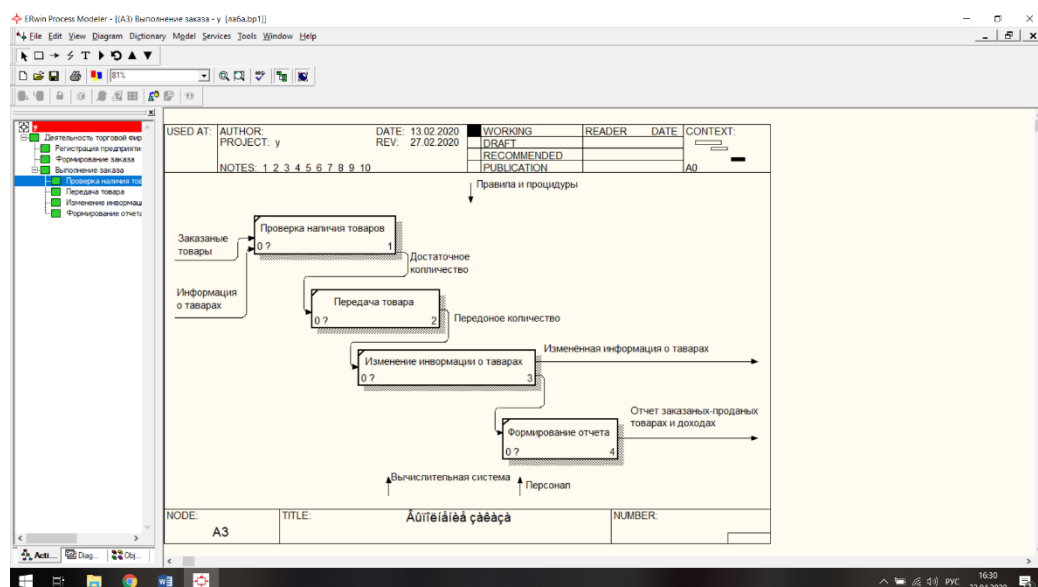 ERwin Process Modeler - [(A3) Выполнение заказа - y [лаба.bp1]]
File Edit View Diagram Dictionary Model Services Tools Window Help
81%
y
Деятельность торговой фир
Регистрация предприяти
Формирование заказа
Выполнение заказа
Проверка наличия тов
Передача товара
Изменение информац
Формирование отчета
Acti... Diag... Obj...
USED AT: AUTHOR: DATE: 13.02.2020 WORKING READER DATE CONTEXT:
PROJECT: y REV: 27.02.2020 DRAFT
RECOMMENDED
NOTES: 1 2 3 4 5 6 7 8 9 10 PUBLICATION A0
Правила и процедуры
Проверка наличия товаров
0 ? 1
Заказаные
товары
Достаточное
колпичество
Информация
о таварах
Передача товара
0 ? 2
Передоное количество
Изменение инвормации о таварах
0 ? 3
Изменённая информация о таварах
Отчет заказаных-проданых
товарах и доходах
Формирование отчета
0 ? 4
Вычислительная система
Персонал
NODE: TITLE: NUMBER:
A3 Âûïîëíåíèå çàêàçà
РУС 16:30